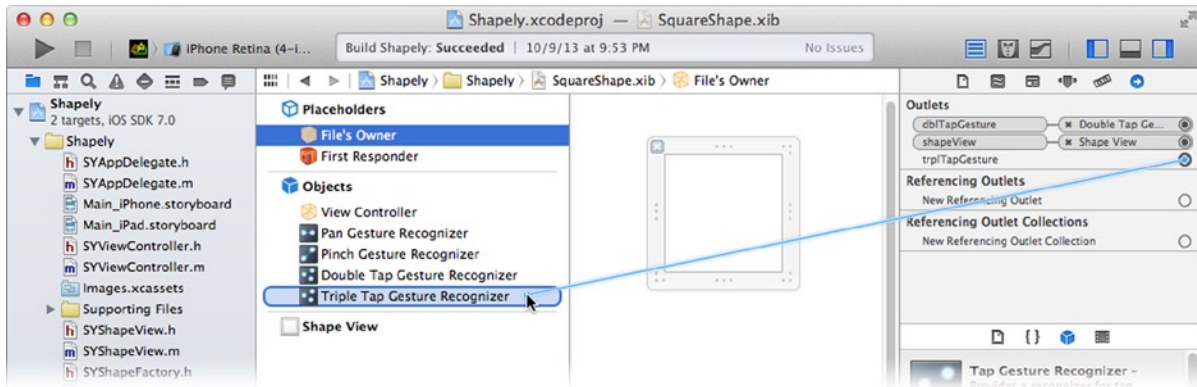 Shapely.xcodeproj — SquareShape.xib
iPhone Retina (4-i...
Build Shapely: Succeeded | 10/9/13 at 9:53 PM
No Issues
Shapely
2 targets, iOS SDK 7.0
Shapely
h SYAppDelegate.h
m SYAppDelegate.m
Main_iPhone.storyboard
Main_iPad.storyboard
h SYViewController.h
m SYViewController.m
Images.xcassets
Supporting Files
h SYShapeView.h
m SYShapeView.m
h SYShapeFactory.h
Shapely 〉 Shapely 〉 SquareShape.xib 〉 File's Owner
Placeholders
File's Owner
First Responder
Objects
View Controller
Pan Gesture Recognizer
Pinch Gesture Recognizer
Double Tap Gesture Recognizer
Triple Tap Gesture Recognizer
Shape View
Outlets
dblTapGesture
Double Tap Ge...
shapeView
Shape View
trplTapGesture
Referencing Outlets
New Referencing Outlet
Referencing Outlet Collections
New Referencing Outlet Collection
{}
Tap Gesture Recognizer –
Provides a recognizer for tap